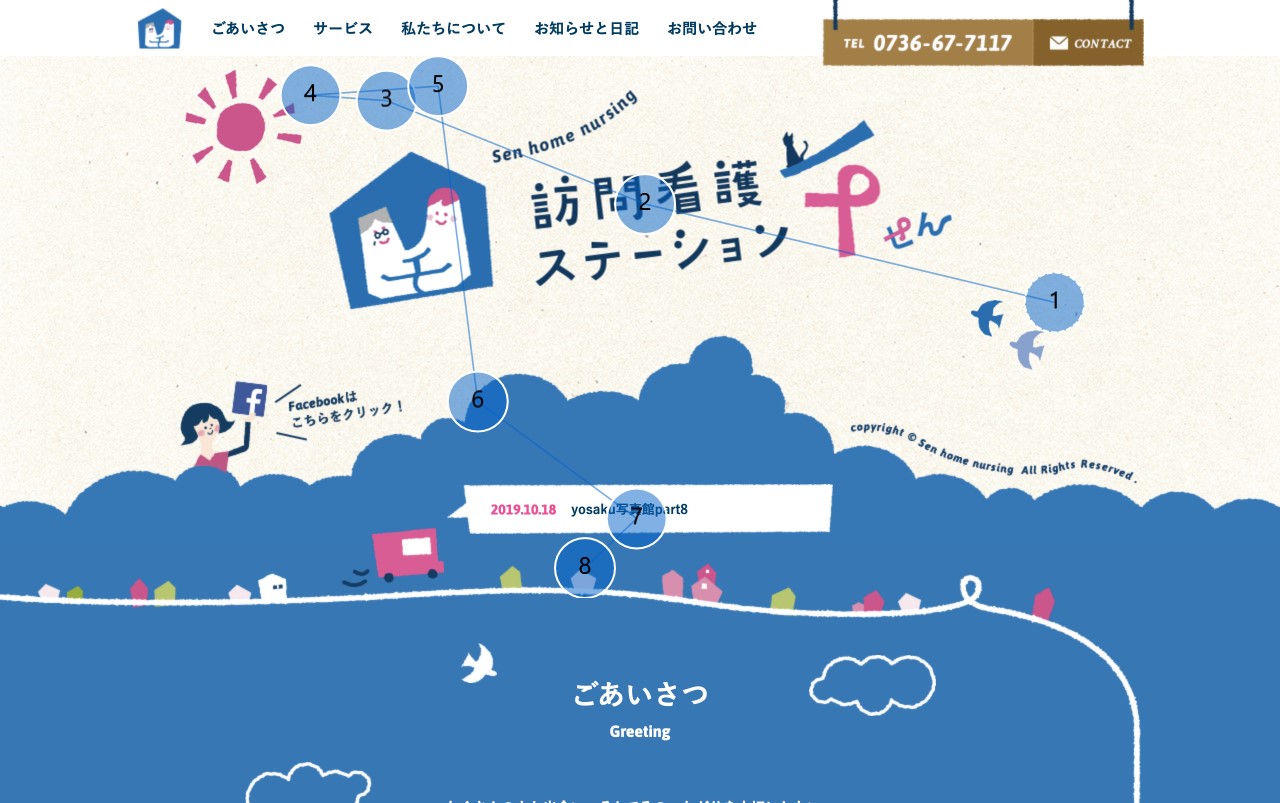 ごあいさつ サービス 私たちについて お知らせと日記 お問い合わせ
TEL 0736-67-7117 CONTACT
4 3 5
Sen home nursing
訪問看護
2
ステーション
せん
1
Facebookは
こちらをクリック!
6
copyright © Sen home nursing All Rights Reserved.
2019.10.18 yosaku写真館part8
7
8
ごあいさつ
Greeting